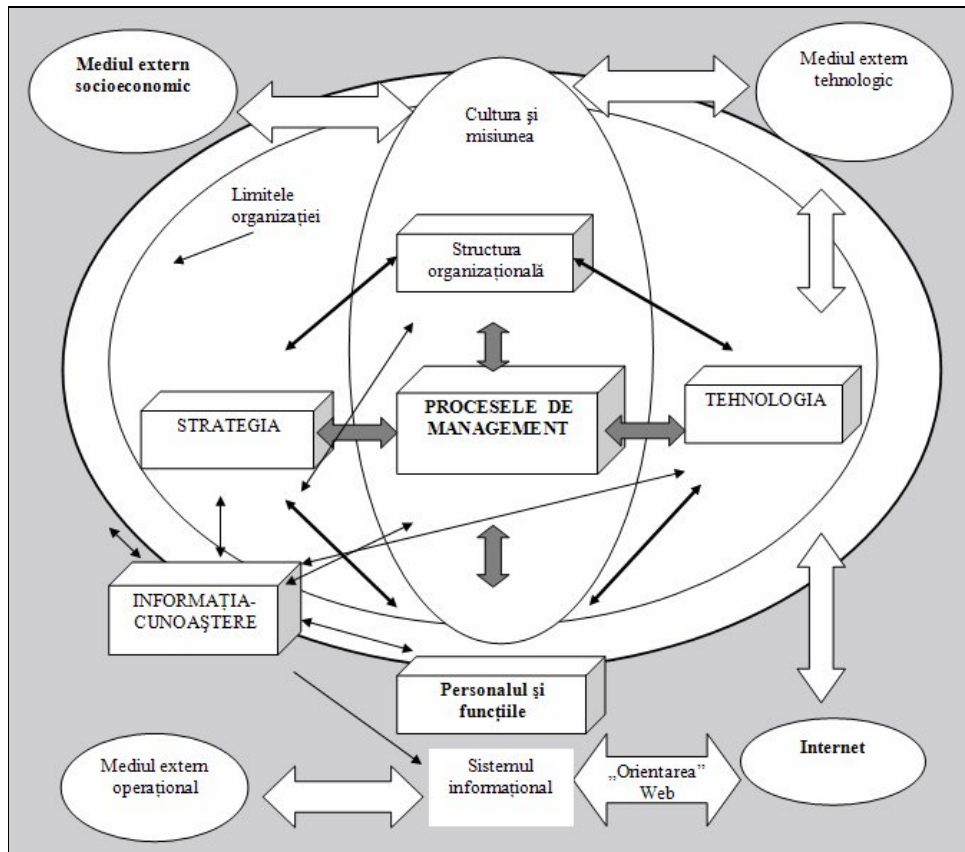 Mediul extern
socioeconomic
Mediul extern
tehnologic
Cultura şi
misiunea
Limitele
organizaţiei
Structura
organizaţională
STRATEGIA
PROCESELE DE
MANAGEMENT
TEHNOLOGIA
INFORMAŢIA-
CUNOAŞTERE
Personalul şi
funcţiile
Mediul extern
operaţional
Sistemul
informaţional
„Orientarea”
Web
Internet